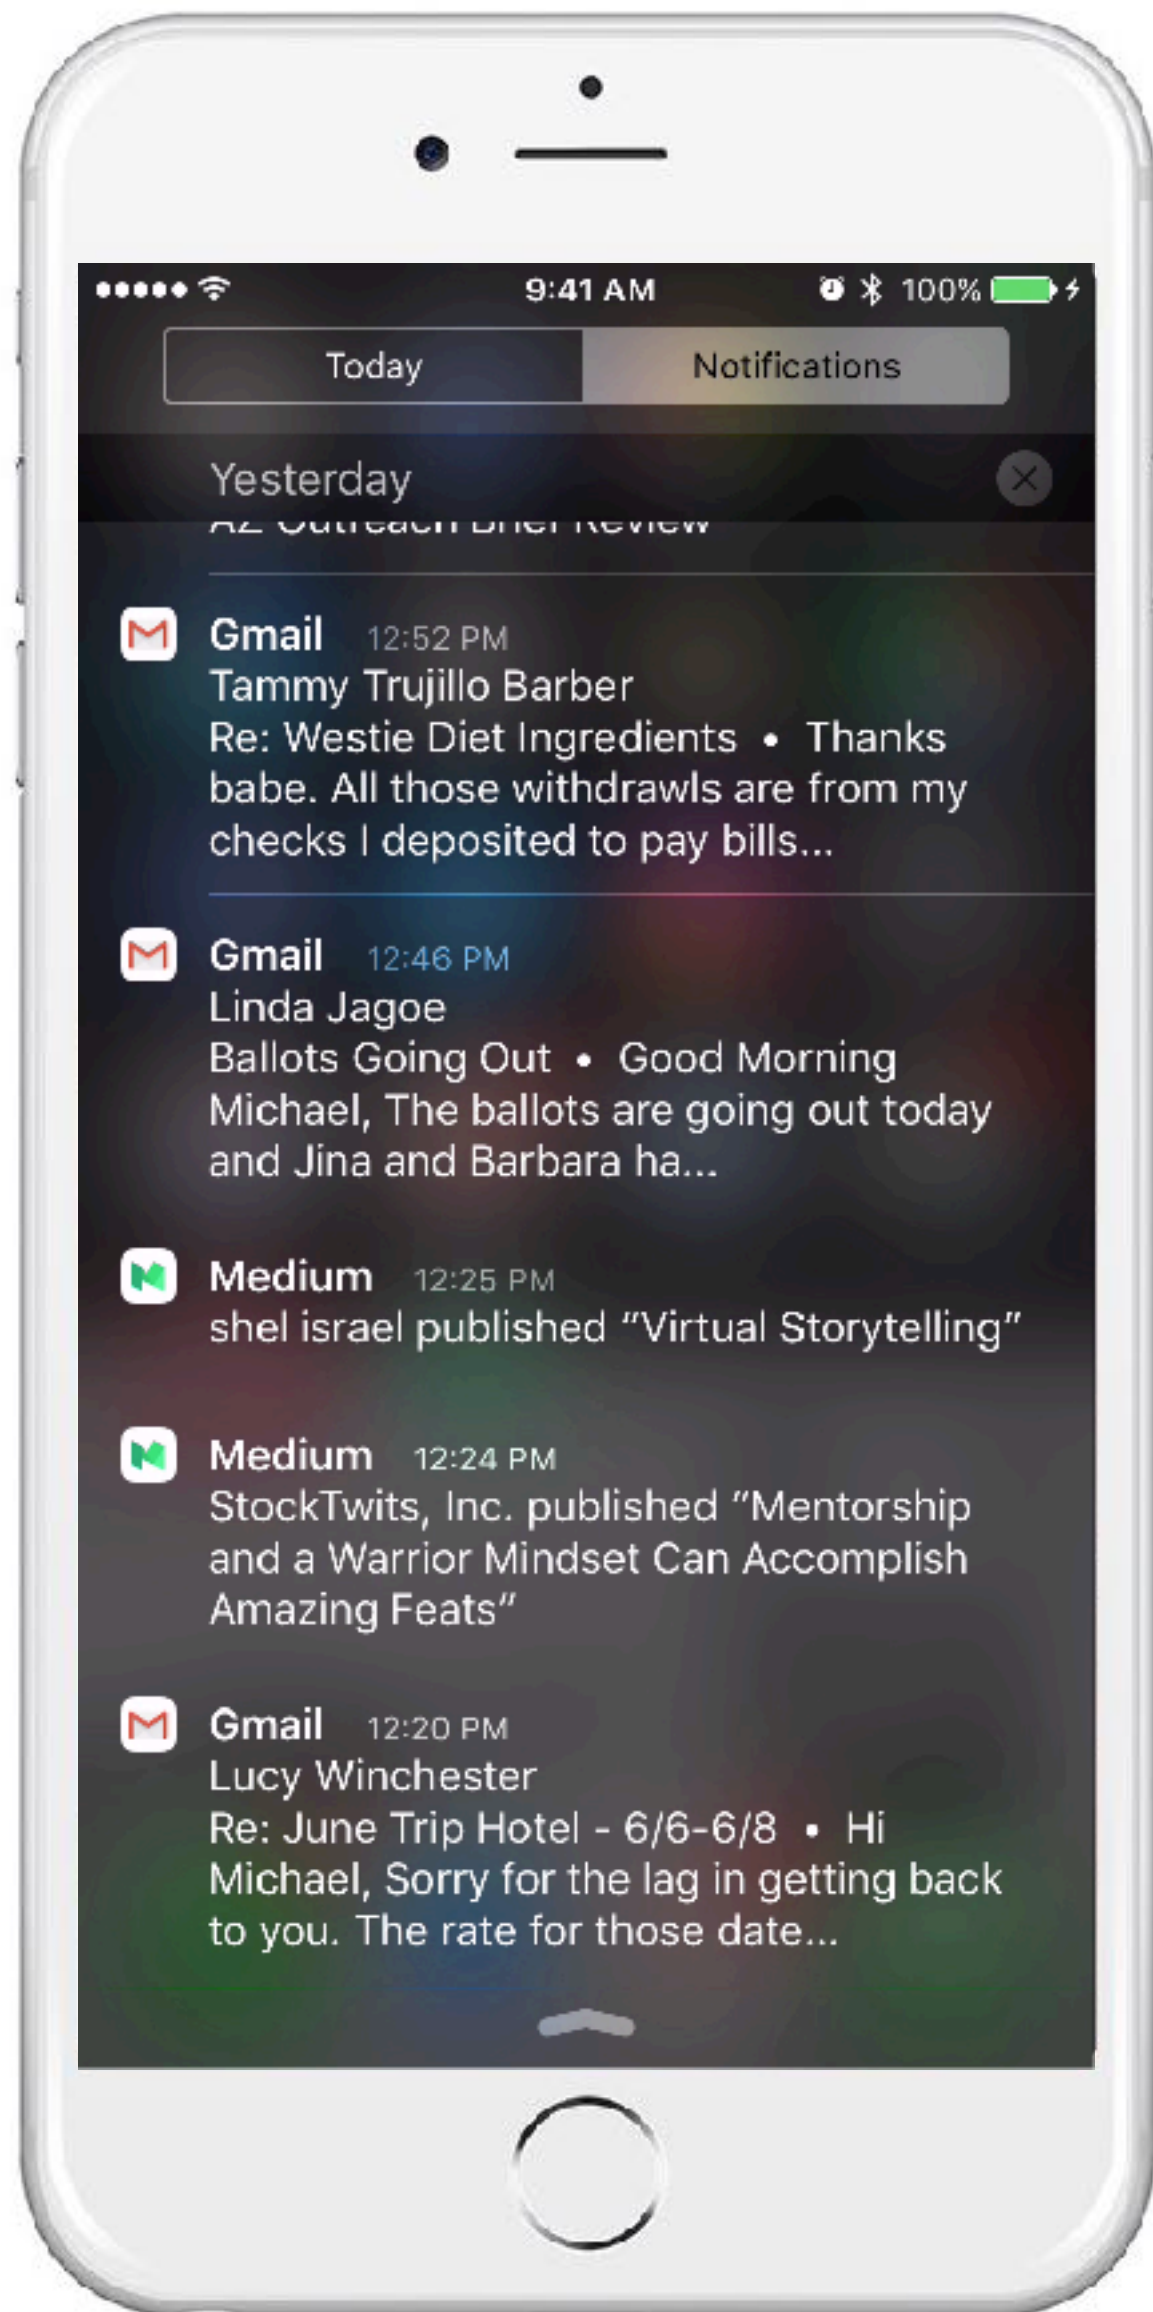 9:41 AM
100%
Today
Notifications
Yesterday
AZ Outreach Brief Review
Gmail 12:52 PM
Tammy Trujillo Barber
Re: Westie Diet Ingredients • Thanks
babe. All those withdrawls are from my
checks I deposited to pay bills...
Gmail 12:46 PM
Linda Jagoe
Ballots Going Out • Good Morning
Michael, The ballots are going out today
and Jina and Barbara ha...
Medium 12:25 PM
shel israel published “Virtual Storytelling”
Medium 12:24 PM
StockTwits, Inc. published “Mentorship
and a Warrior Mindset Can Accomplish
Amazing Feats”
Gmail 12:20 PM
Lucy Winchester
Re: June Trip Hotel - 6/6-6/8 • Hi
Michael, Sorry for the lag in getting back
to you. The rate for those date...